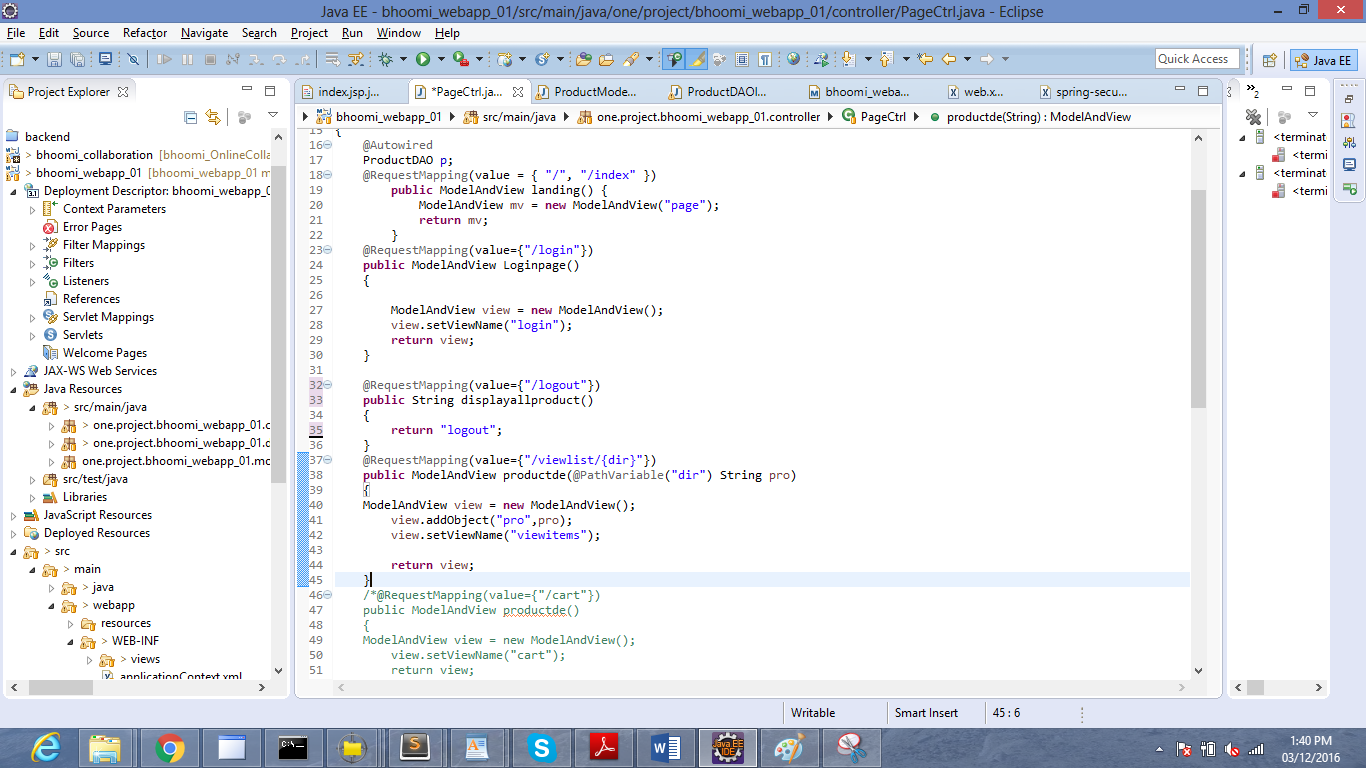 Java EE - bhoomi_webapp_01/src/main/java/one/project/bhoomi_webapp_01/controller/PageCtrl.java - Eclipse
File Edit Source Refactor Navigate Search Project Run Window Help
Quick Access
Java EE
Project Explorer
backend
> bhoomi_collaboration [bhoomi_OnlineColla
> bhoomi_webapp_01 [bhoomi_webapp_01 m
Deployment Descriptor: bhoomi_webapp_0
Context Parameters
Error Pages
Filter Mappings
Filters
Listeners
References
Servlet Mappings
Servlets
Welcome Pages
JAX-WS Web Services
Java Resources
> src/main/java
> one.project.bhoomi_webapp_01.c
> one.project.bhoomi_webapp_01.c
one.project.bhoomi_webapp_01.mc
> src/test/java
Libraries
JavaScript Resources
Deployed Resources
> src
> main
> java
> webapp
resources
> WEB-INF
> views
applicationContext.xml
index.jsp.j... *PageCtrl.ja... ProductMode... ProductDAOI... bhoomi_weba... web.x... spring-secu... »2
bhoomi_webapp_01 src/main/java one.project.bhoomi_webapp_01.controller PageCtrl productde(String) : ModelAndView
15 {
16 @Autowired
17 ProductDAO p;
18 @RequestMapping(value = { "/", "/index" })
19 public ModelAndView landing() {
20 ModelAndView mv = new ModelAndView("page");
21 return mv;
22 }
23 @RequestMapping(value={"/login"})
24 public ModelAndView Loginpage()
25 {
26
27 ModelAndView view = new ModelAndView();
28 view.setViewName("login");
29 return view;
30 }
31
32 @RequestMapping(value={"/logout"})
33 public String displayallproduct()
34 {
35 return "logout";
36 }
37 @RequestMapping(value={"/viewlist/{dir}"})
38 public ModelAndView productde(@PathVariable("dir") String pro)
39 {
40 ModelAndView view = new ModelAndView();
41 view.addObject("pro",pro);
42 view.setViewName("viewitems");
43
44 return view;
45 }
46 /*@RequestMapping(value={"/cart"})
47 public ModelAndView productde()
48 {
49 ModelAndView view = new ModelAndView();
50 view.setViewName("cart");
51 return view;
<terminat
<termi
<terminat
<termi
Writable Smart Insert 45 : 6
1:40 PM
03/12/2016